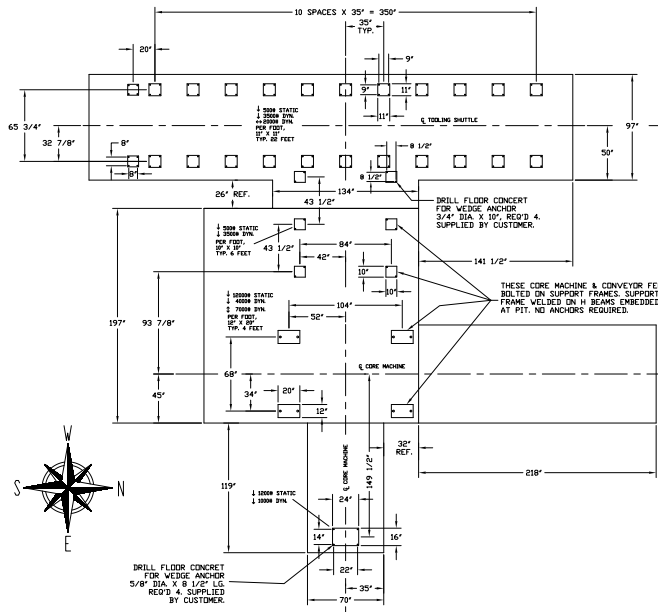 10 SPACES X 35" = 350"
35"
TYP.
20"
9"
9"
11"
11"
65 3/4"
32 7/8"
8"
8"
↓ 500# STATIC
↓ 3500# DYN.
↔ 2000# DYN.
PER FOOT,
11" X 11"
TYP. 22 FEET
℄ TOOLING SHUTTLE
97"
50"
8 1/2"
8 1/2"
26" REF.
134"
43 1/2"
DRILL FLOOR CONCERT
FOR WEDGE ANCHOR
3/4" DIA. X 10", REQ'D 4.
SUPPLIED BY CUSTOMER.
↓ 500# STATIC
↓ 3500# DYN.
PER FOOT,
10" X 10"
TYP. 6 FEET
43 1/2"
84"
42"
10"
10"
141 1/2"
THESE CORE MACHINE & CONVEYOR FE
BOLTED ON SUPPORT FRAMES. SUPPORT
FRAME WELDED ON H BEAMS EMBEDDED
AT PIT. NO ANCHORS REQUIRED.
197"
93 7/8"
45"
↓ 12000# STATIC
↓ 4000# DYN.
↕ 7000# DYN.
PER FOOT,
12" X 20"
TYP. 4 FEET
104"
52"
68"
34"
20"
12"
℄ CORE MACHINE
32"
REF.
218"
149 1/2"
℄ CORE MACHINE
119"
W
S
N
E
↓ 1200# STATIC
↓ 1000# DYN.
24"
14"
16"
22"
35"
70"
DRILL FLOOR CONCRET
FOR WEDGE ANCHOR
5/8" DIA. X 8 1/2" LG.
REQ'D 4. SUPPLIED
BY CUSTOMER.